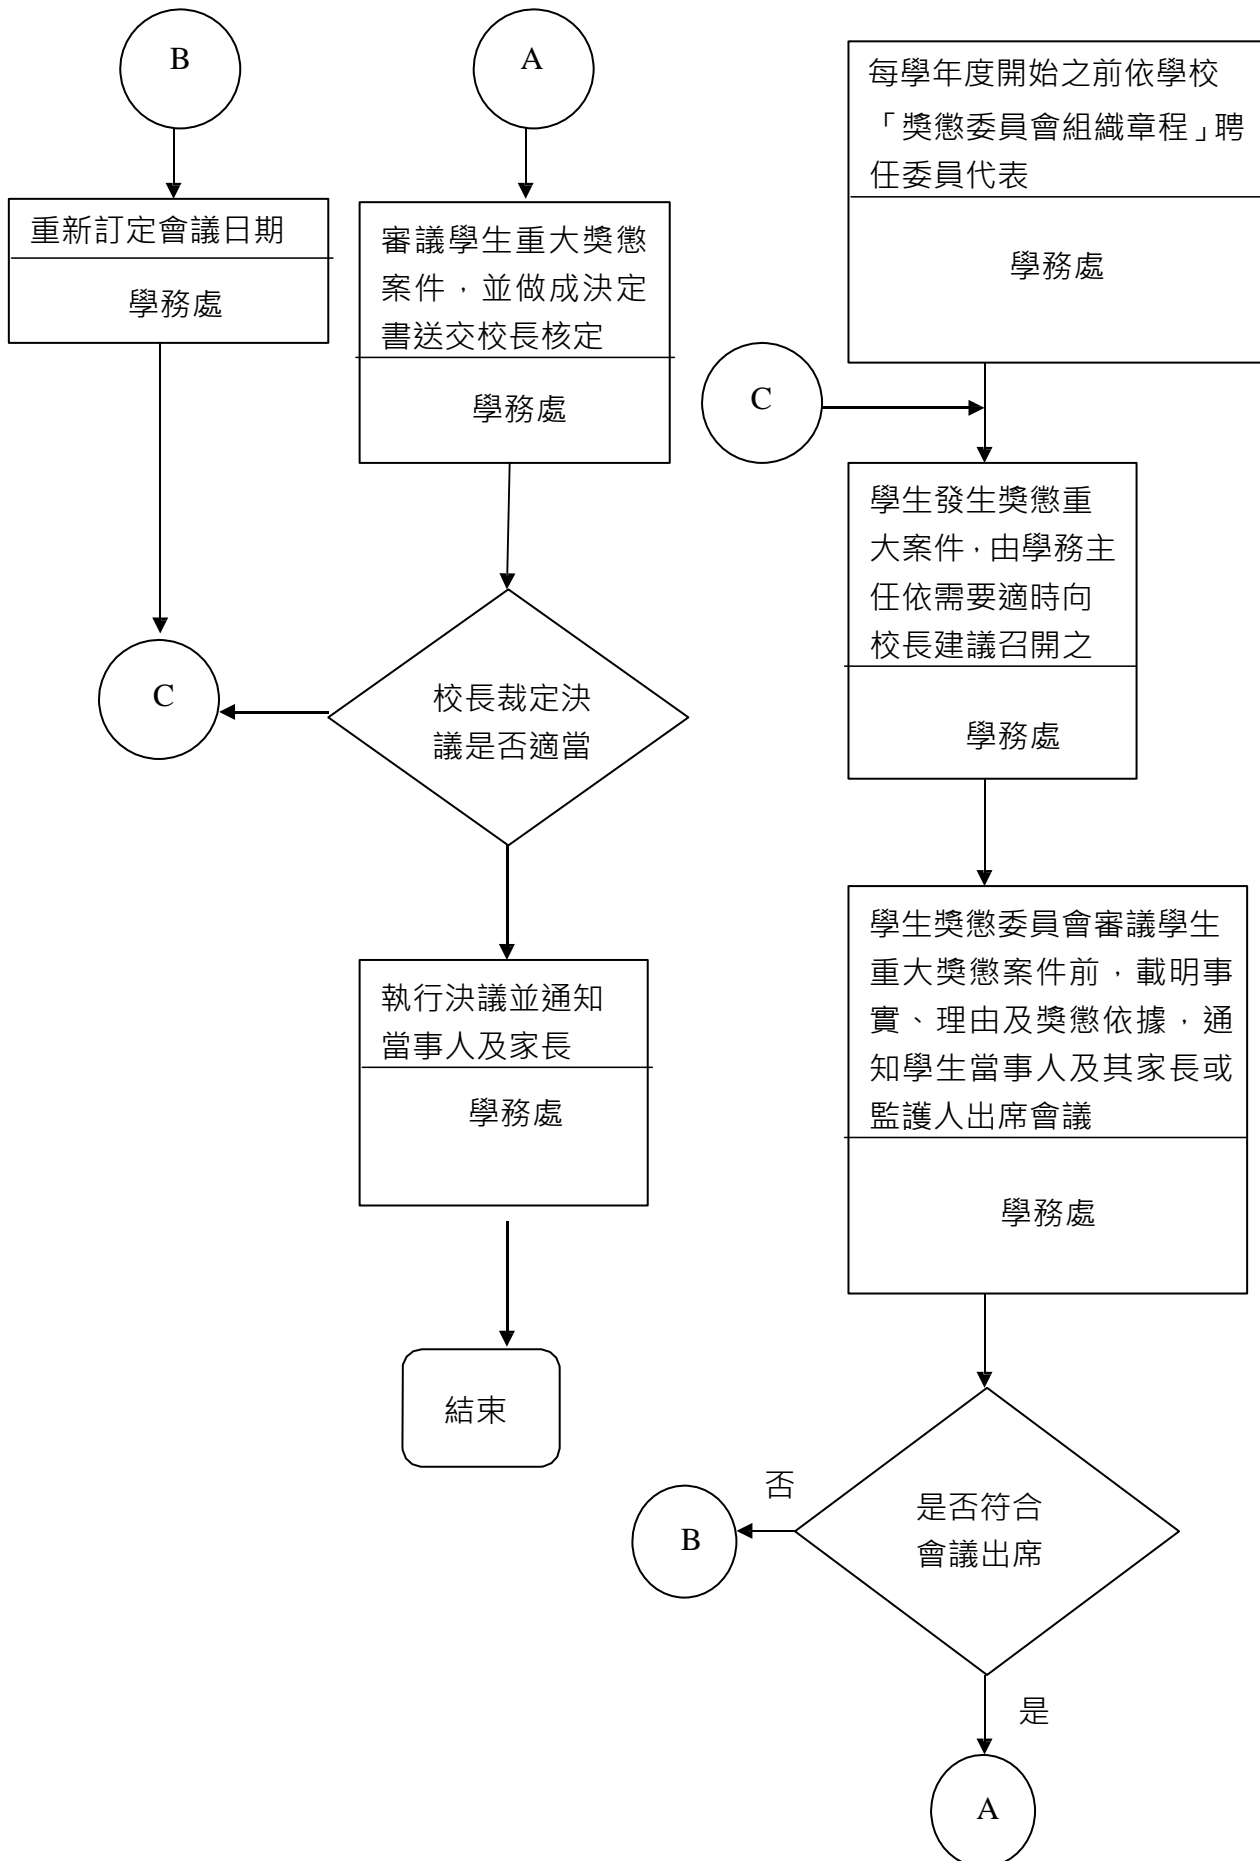 B
重新訂定會議日期
學務處
C
A
審議學生重大獎懲
案件，並做成決定
書送交校長核定
學務處
校長裁定決
議是否適當
執行決議並通知
當事人及家長
學務處
結束
每學年度開始之前依學校
「獎懲委員會組織章程」聘
任委員代表
學務處
C
學生發生獎懲重
大案件，由學務主
任依需要適時向
校長建議召開之
學務處
學生獎懲委員會審議學生
重大獎懲案件前，載明事
實、理由及獎懲依據，通
知學生當事人及其家長或
監護人出席會議
學務處
是否符合
會議出席
否
B
是
A